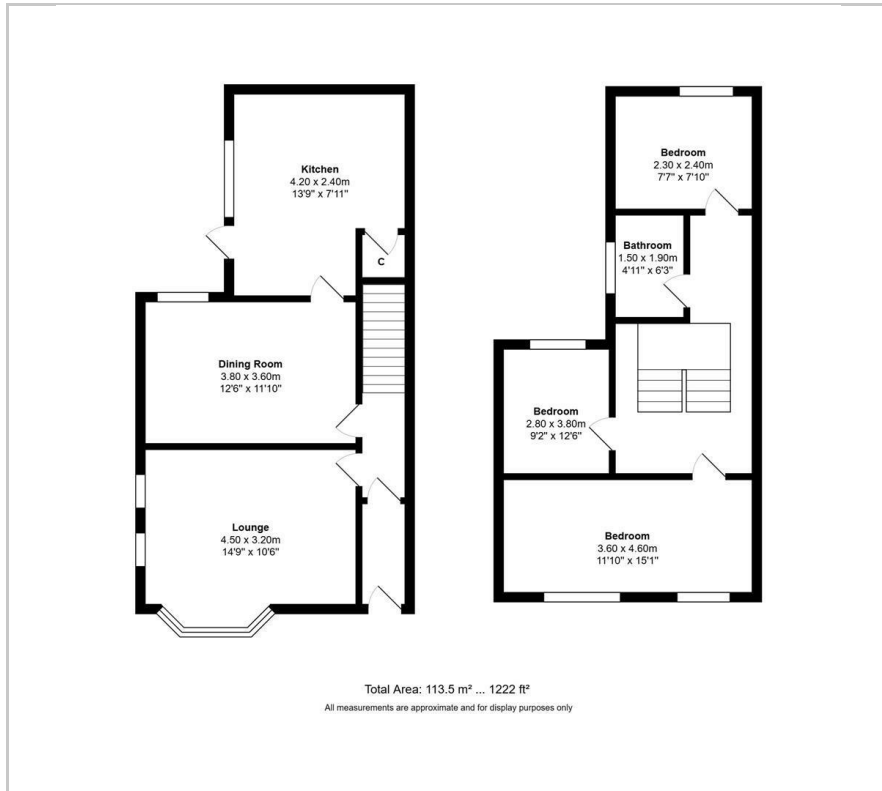 Kitchen
4.20 x 2.40m
13'9" x 7'11"
C
Dining Room
3.80 x 3.60m
12'6" x 11'10"
Lounge
4.50 x 3.20m
14'9" x 10'6"
Bedroom
2.30 x 2.40m
7'7" x 7'10"
Bathroom
1.50 x 1.90m
4'11" x 6'3"
Bedroom
2.80 x 3.80m
9'2" x 12'6"
Bedroom
3.60 x 4.60m
11'10" x 15'1"
Total Area: 113.5 m² ... 1222 ft²
All measurements are approximate and for display purposes only